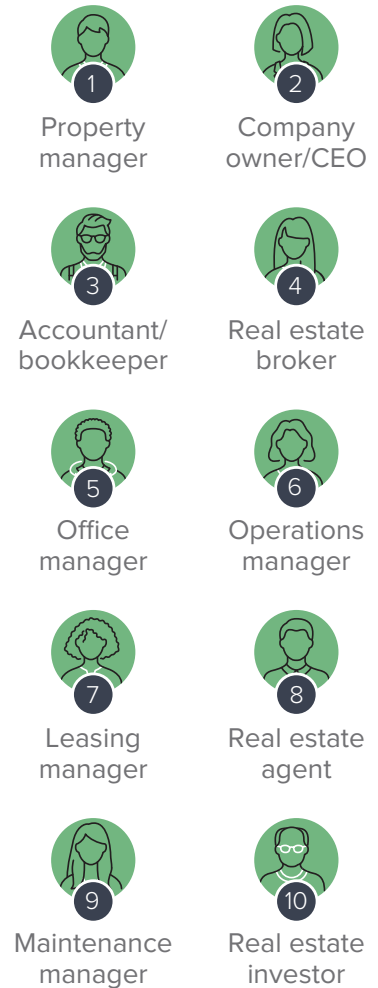 1
Property
manager
2
Company
owner/CEO
3
Accountant/
bookkeeper
4
Real estate
broker
5
Office
manager
6
Operations
manager
7
Leasing
manager
8
Real estate
agent
9
Maintenance
manager
10
Real estate
investor